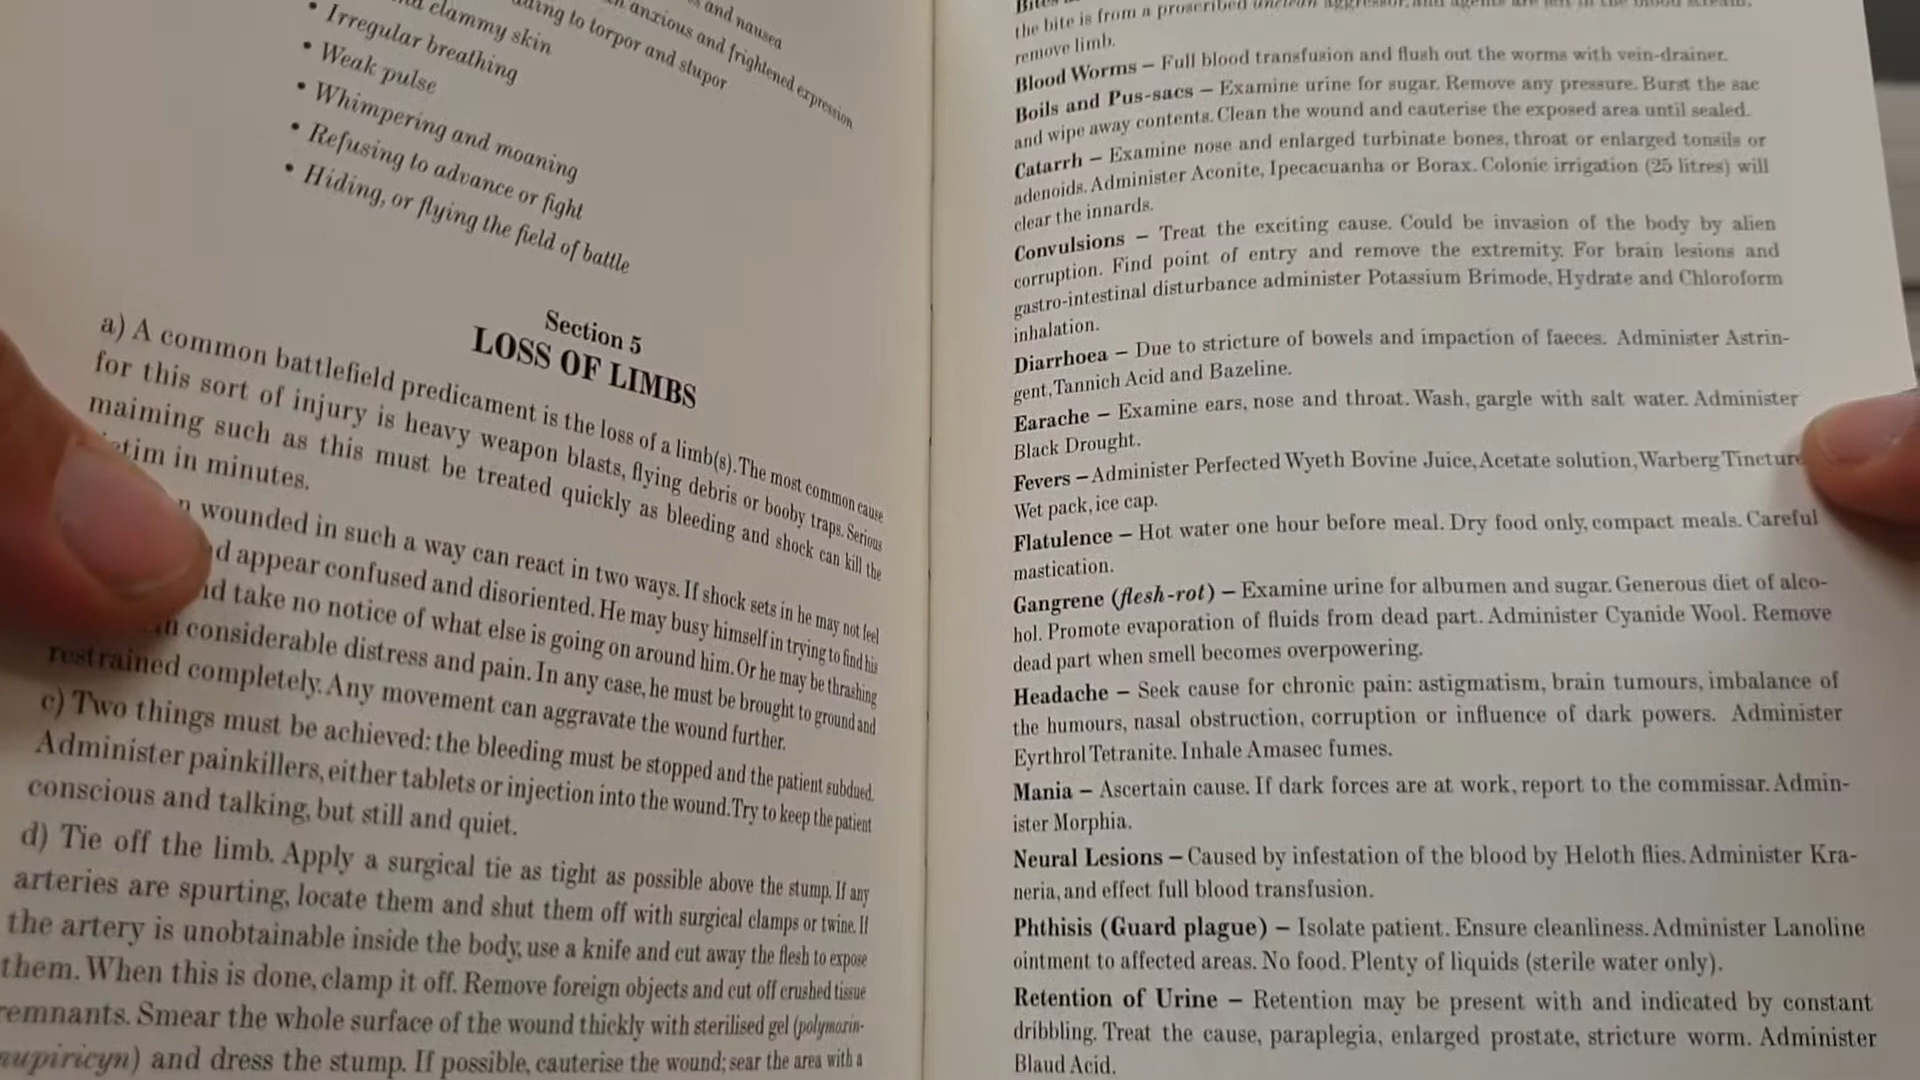 and nausea
an anxious and frightened expression
to torpor and stupor
clammy skin
• Irregular breathing
• Weak pulse
• Whimpering and moaning
• Refusing to advance or fight
• Hiding, or flying the field of battle
Section 5
LOSS OF LIMBS
a) A common battlefield predicament is the loss of a limb(s). The most common cause
for this sort of injury is heavy weapon blasts, flying debris or booby traps. Serious
maiming such as this must be treated quickly as bleeding and shock can kill the
in minutes.
wounded in such a way can react in two ways. If shock sets in he may not feel
appear confused and disoriented. He may busy himself in trying to find his
take no notice of what else is going on around him. Or he may be thrashing
in considerable distress and pain. In any case, he must be brought to ground and
restrained completely. Any movement can aggravate the wound further.
c) Two things must be achieved: the bleeding must be stopped and the patient subdued.
Administer painkillers, either tablets or injection into the wound. Try to keep the patient
conscious and talking, but still and quiet.
d) Tie off the limb. Apply a surgical tie as tight as possible above the stump. If any
arteries are spurting, locate them and shut them off with surgical clamps or twine. If
the artery is unobtainable inside the body, use a knife and cut away the flesh to expose
them. When this is done, clamp it off. Remove foreign objects and cut off crushed tissue
remnants. Smear the whole surface of the wound thickly with sterilised gel
and dress the stump. If possible, cauterise the wound; sear the area with a
the bite is from a proscribed unclean aggressor, and agents are left in the blood stream,
remove limb.
Blood Worms – Full blood transfusion and flush out the worms with vein-drainer.
Boils and Pus-sacs – Examine urine for sugar. Remove any pressure. Burst the sac
and wipe away contents. Clean the wound and cauterise the exposed area until sealed.
Catarrh – Examine nose and enlarged turbinate bones, throat or enlarged tonsils or
adenoids. Administer Aconite, Ipecacuanha or Borax. Colonic irrigation (25 litres) will
clear the innards.
Convulsions – Treat the exciting cause. Could be invasion of the body by alien
corruption. Find point of entry and remove the extremity. For brain lesions and
gastro-intestinal disturbance administer Potassium Brimode, Hydrate and Chloroform
inhalation.
Diarrhoea – Due to stricture of bowels and impaction of faeces. Administer Astrin-
gent, Tannich Acid and Bazeline.
Earache – Examine ears, nose and throat. Wash, gargle with salt water. Administer
Black Drought.
Fevers – Administer Perfected Wyeth Bovine Juice, Acetate solution, Warberg Tincture
Wet pack, ice cap.
Flatulence – Hot water one hour before meal. Dry food only, compact meals. Careful
mastication.
Gangrene (flesh-rot) – Examine urine for albumen and sugar. Generous diet of alco-
hol. Promote evaporation of fluids from dead part. Administer Cyanide Wool. Remove
dead part when smell becomes overpowering.
Headache – Seek cause for chronic pain: astigmatism, brain tumours, imbalance of
the humours, nasal obstruction, corruption or influence of dark powers. Administer
Eyrthrol Tetranite. Inhale Amasec fumes.
Mania – Ascertain cause. If dark forces are at work, report to the commissar. Admin-
ister Morphia.
Neural Lesions – Caused by infestation of the blood by Heloth flies. Administer Kra-
neria, and effect full blood transfusion.
Phthisis (Guard plague) – Isolate patient. Ensure cleanliness. Administer Lanoline
ointment to affected areas. No food. Plenty of liquids (sterile water only).
Retention of Urine – Retention may be present with and indicated by constant
dribbling. Treat the cause, paraplegia, enlarged prostate, stricture worm. Administer
Blaud Acid.